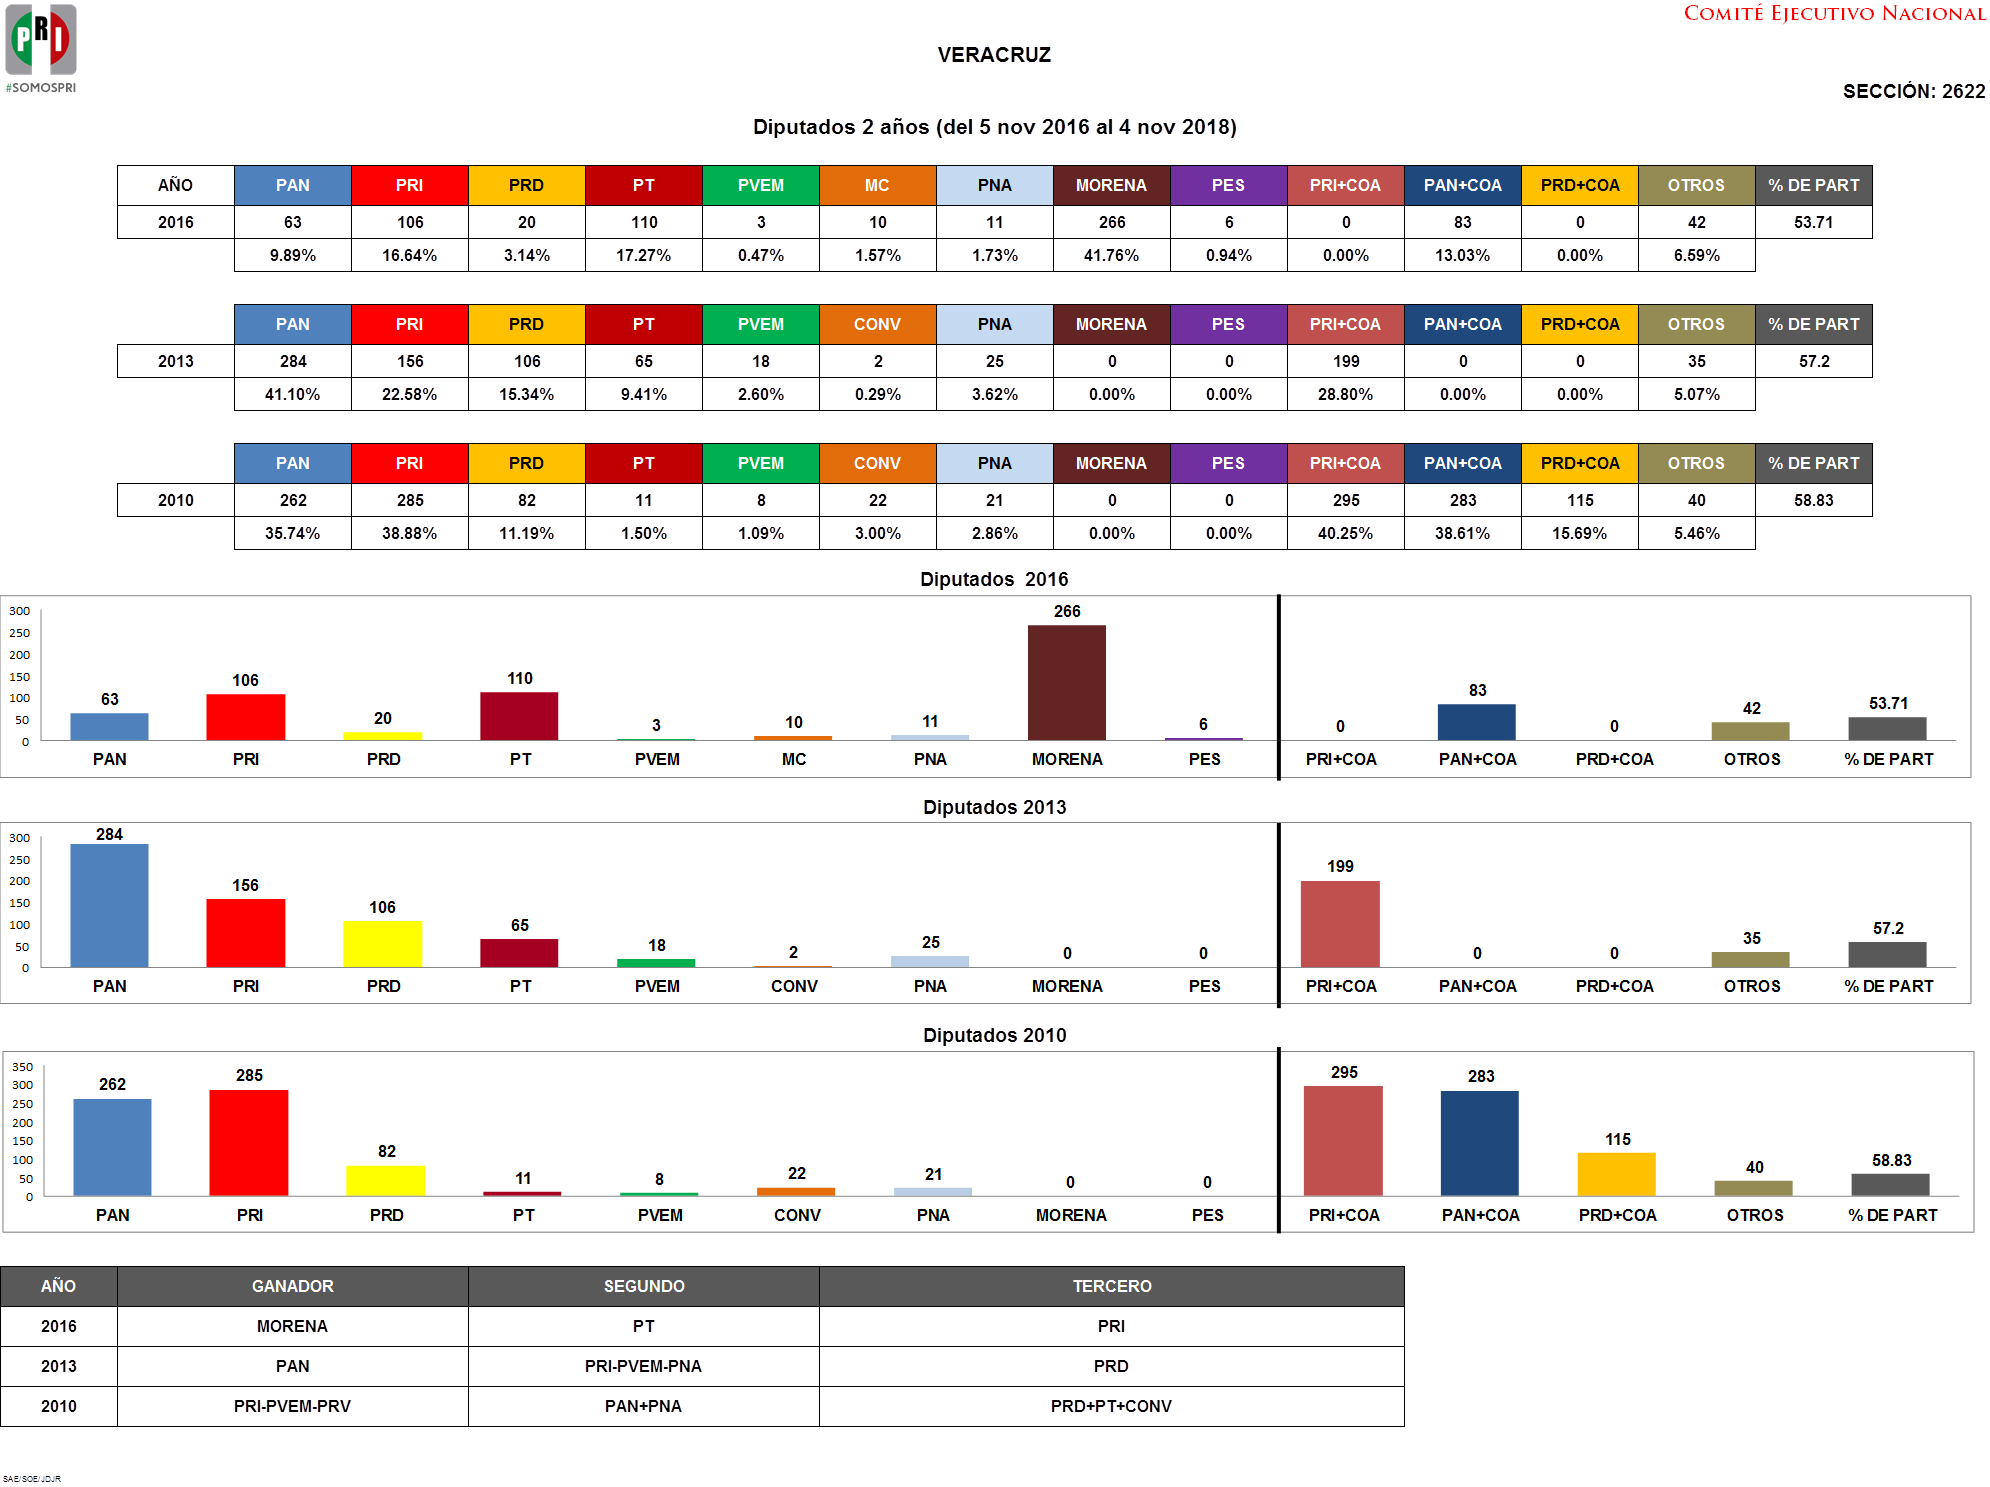 PRI
#SOMOSPRI
COMITÉ EJECUTIVO NACIONAL
VERACRUZ
SECCIÓN: 2622
Diputados 2 años (del 5 nov 2016 al 4 nov 2018)
AÑO PAN PRI PRD PT PVEM MC PNA MORENA PES PRI+COA PAN+COA PRD+COA OTROS % DE PART
2016 63 106 20 110 3 10 11 266 6 0 83 0 42 53.71
9.89% 16.64% 3.14% 17.27% 0.47% 1.57% 1.73% 41.76% 0.94% 0.00% 13.03% 0.00% 6.59%
PAN PRI PRD PT PVEM CONV PNA MORENA PES PRI+COA PAN+COA PRD+COA OTROS % DE PART
2013 284 156 106 65 18 2 25 0 0 199 0 0 35 57.2
41.10% 22.58% 15.34% 9.41% 2.60% 0.29% 3.62% 0.00% 0.00% 28.80% 0.00% 0.00% 5.07%
PAN PRI PRD PT PVEM CONV PNA MORENA PES PRI+COA PAN+COA PRD+COA OTROS % DE PART
2010 262 285 82 11 8 22 21 0 0 295 283 115 40 58.83
35.74% 38.88% 11.19% 1.50% 1.09% 3.00% 2.86% 0.00% 0.00% 40.25% 38.61% 15.69% 5.46%
Diputados 2016
300
250
200
150
100
50
0
63 106 20 110 3 10 11 266 6 0 83 0 42 53.71
PAN PRI PRD PT PVEM MC PNA MORENA PES PRI+COA PAN+COA PRD+COA OTROS % DE PART
Diputados 2013
300
250
200
150
100
50
0
284 156 106 65 18 2 25 0 0 199 0 0 35 57.2
PAN PRI PRD PT PVEM CONV PNA MORENA PES PRI+COA PAN+COA PRD+COA OTROS % DE PART
Diputados 2010
350
300
250
200
150
100
50
0
262 285 82 11 8 22 21 0 0 295 283 115 40 58.83
PAN PRI PRD PT PVEM CONV PNA MORENA PES PRI+COA PAN+COA PRD+COA OTROS % DE PART
AÑO GANADOR SEGUNDO TERCERO
2016 MORENA PT PRI
2013 PAN PRI-PVEM-PNA PRD
2010 PRI-PVEM-PRV PAN+PNA PRD+PT+CONV
SAE/SOE/JDJR